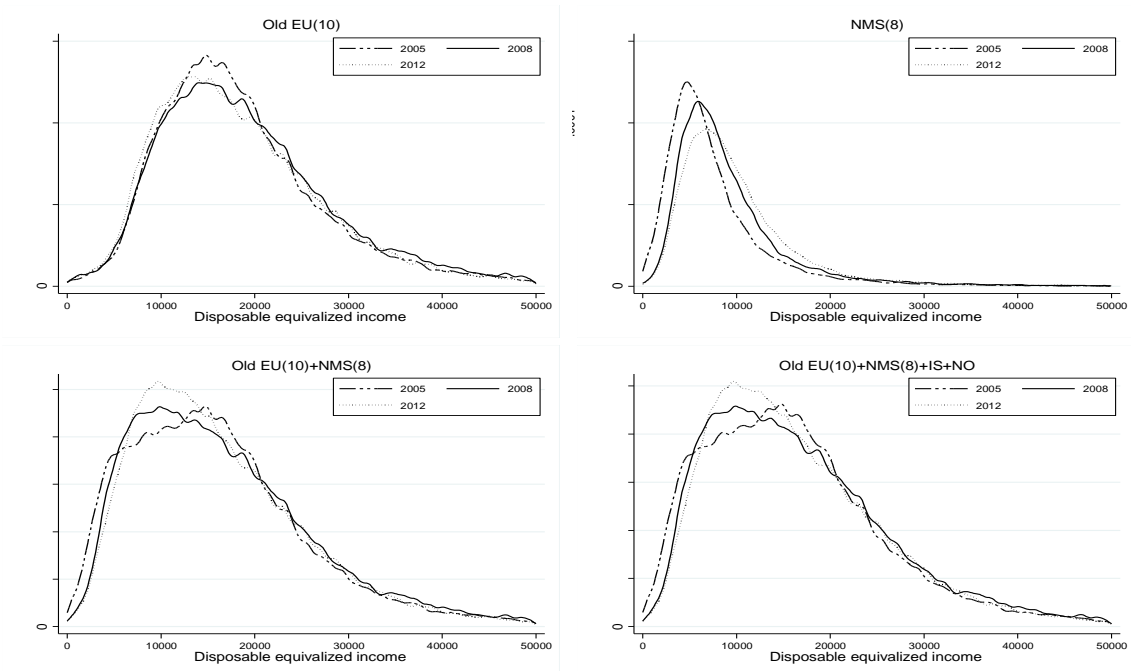 Old EU(10)
2005 2008
2012
0
0 10000 20000 30000 40000 50000
Disposable equivalized income
NMS(8)
2005 2008
2012
0
0 10000 20000 30000 40000 50000
Disposable equivalized income
Old EU(10)+NMS(8)
2005 2008
2012
0
0 10000 20000 30000 40000 50000
Disposable equivalized income
Old EU(10)+NMS(8)+IS+NO
2005 2008
2012
0
0 10000 20000 30000 40000 50000
Disposable equivalized income